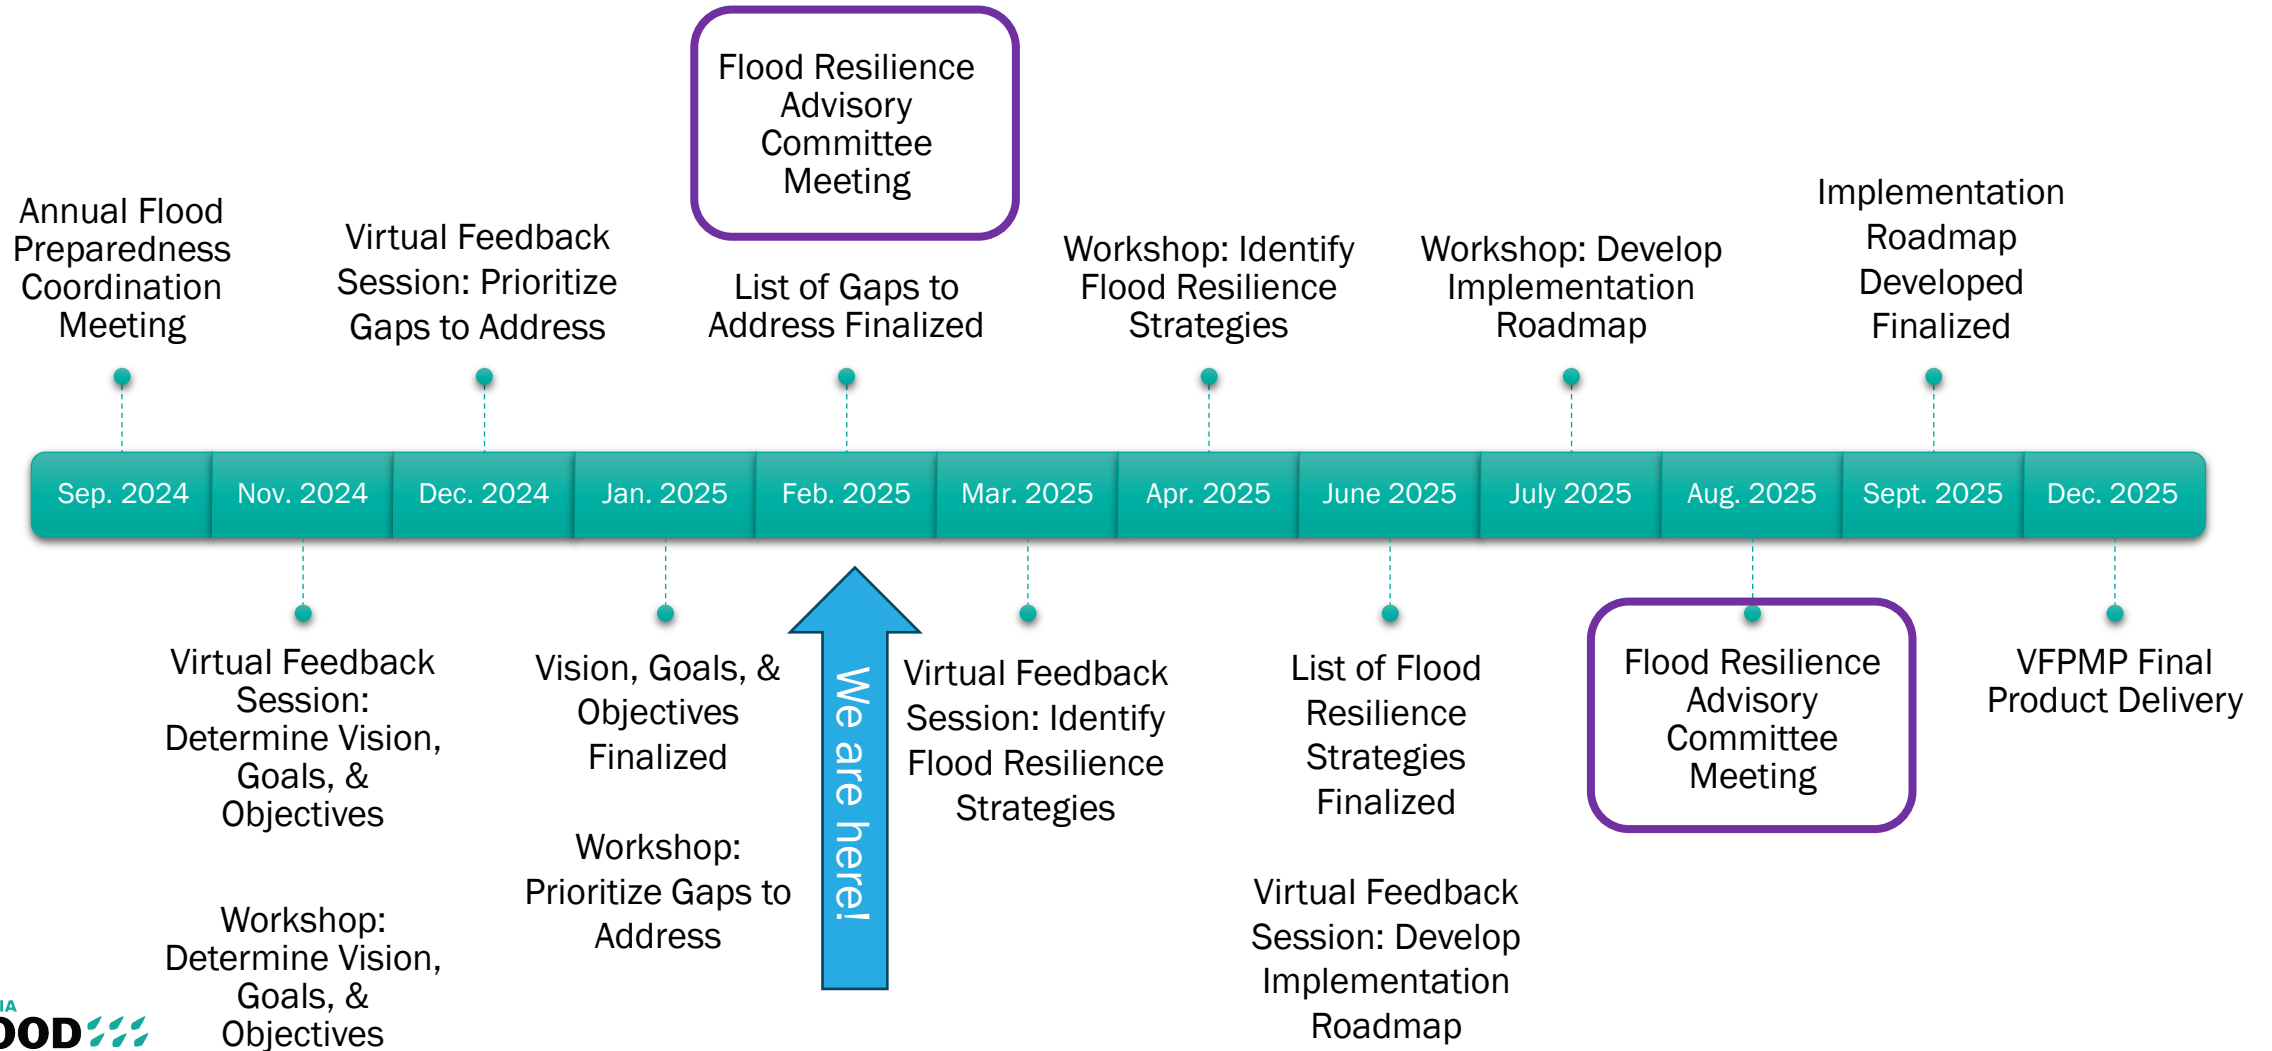 Flood Resilience
Advisory
Committee
Meeting
Annual Flood
Preparedness
Coordination
Meeting
Virtual Feedback
Session: Prioritize
Gaps to Address
List of Gaps to
Address Finalized
Workshop: Identify
Flood Resilience
Strategies
Workshop: Develop
Implementation
Roadmap
Implementation
Roadmap
Developed
Finalized
Sep. 2024
Nov. 2024
Dec. 2024
Jan. 2025
Feb. 2025
Mar. 2025
Apr. 2025
June 2025
July 2025
Aug. 2025
Sept. 2025
Dec. 2025
Virtual Feedback
Session:
Determine Vision,
Goals, &
Objectives
Workshop:
Determine Vision,
Goals, &
Objectives
Vision, Goals, &
Objectives
Finalized
Workshop:
Prioritize Gaps to
Address
We are here!
Virtual Feedback
Session: Identify
Flood Resilience
Strategies
List of Flood
Resilience
Strategies
Finalized
Virtual Feedback
Session: Develop
Implementation
Roadmap
Flood Resilience
Advisory
Committee
Meeting
VFPMP Final
Product Delivery